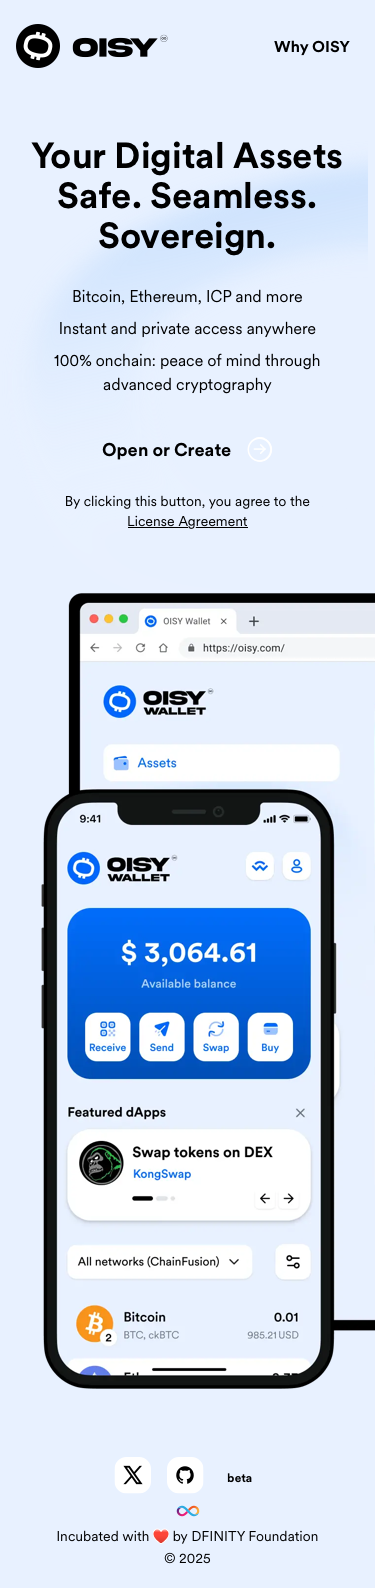 OISY
Why OISY
Your Digital Assets
Safe. Seamless.
Sovereign.
Bitcoin, Ethereum, ICP and more
Instant and private access anywhere
100% onchain: peace of mind through
advanced cryptography
Open or Create
By clicking this button, you agree to the
License Agreement
OISY Wallet
https://oisy.com/
OISY
WALLET
Assets
9:41
OISY
WALLET
$ 3,064.61
Available balance
Receive Send Swap Buy
Featured dApps
Swap tokens on DEX
KongSwap
All networks (ChainFusion)
Bitcoin 0.01
2 BTC, ckBTC 985.21 USD
beta
Incubated with ❤️ by DFINITY Foundation
© 2025